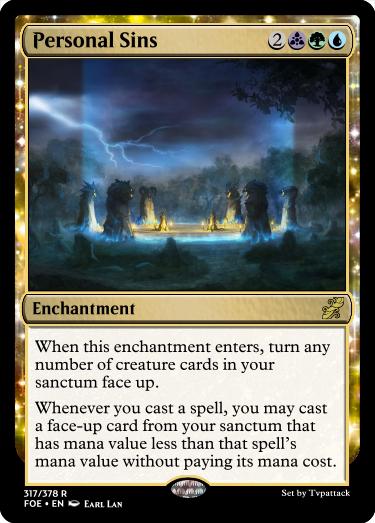 Personal Sins 2
Enchantment
When this enchantment enters, turn any
number of creature cards in your
sanctum face up.
Whenever you cast a spell, you may cast
a face-up card from your sanctum that
has mana value less than that spell's
mana value without paying its mana cost.
317/378 R
FOE • EN Earl Lan
Set by Tvpattack